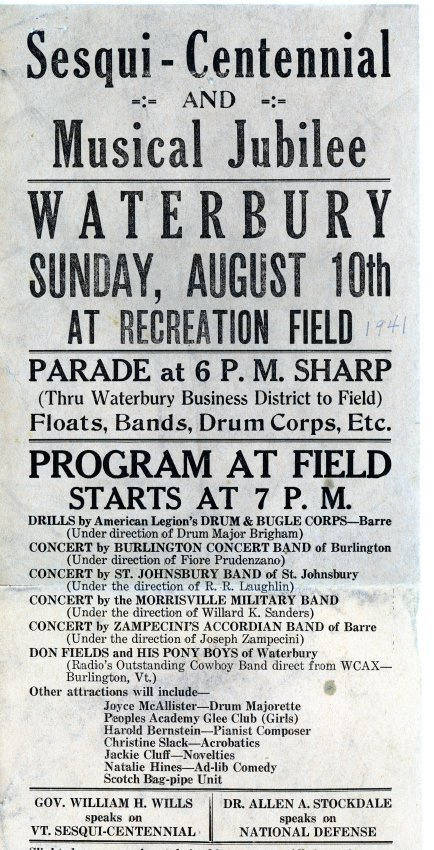 Sesqui-Centennial
-:- AND -:-
Musical Jubilee
WATERBURY
SUNDAY, AUGUST 10th
AT RECREATION FIELD 1941
PARADE at 6 P. M. SHARP
(Thru Waterbury Business District to Field)
Floats, Bands, Drum Corps, Etc.
PROGRAM AT FIELD
STARTS AT 7 P. M.
DRILLS by American Legion's DRUM & BUGLE CORPS—Barre
(Under direction of Drum Major Brigham)
CONCERT by BURLINGTON CONCERT BAND of Burlington
(Under direction of Fiore Prudenzano)
CONCERT by ST. JOHNSBURY BAND of St. Johnsbury
(Under the direction of R. R. Laughlin)
CONCERT by the MORRISVILLE MILITARY BAND
(Under the direction of Willard K. Sanders)
CONCERT by ZAMPECINI'S ACCORDIAN BAND of Barre
(Under the direction of Joseph Zampecini)
DON FIELDS and HIS PONY BOYS of Waterbury
(Radio's Outstanding Cowboy Band direct from WCAX—
Burlington, Vt.)
Other attractions will include—
Joyce McAllister—Drum Majorette
Peoples Academy Glee Club (Girls)
Harold Bernstein—Pianist Composer
Christine Slack—Acrobatics
Jackie Cluff—Novelties
Natalie Hines—Ad-lib Comedy
Scotch Bag-pipe Unit
GOV. WILLIAM H. WILLS
speaks on
VT. SESQUI-CENTENNIAL
DR. ALLEN A. STOCKDALE
speaks on
NATIONAL DEFENSE